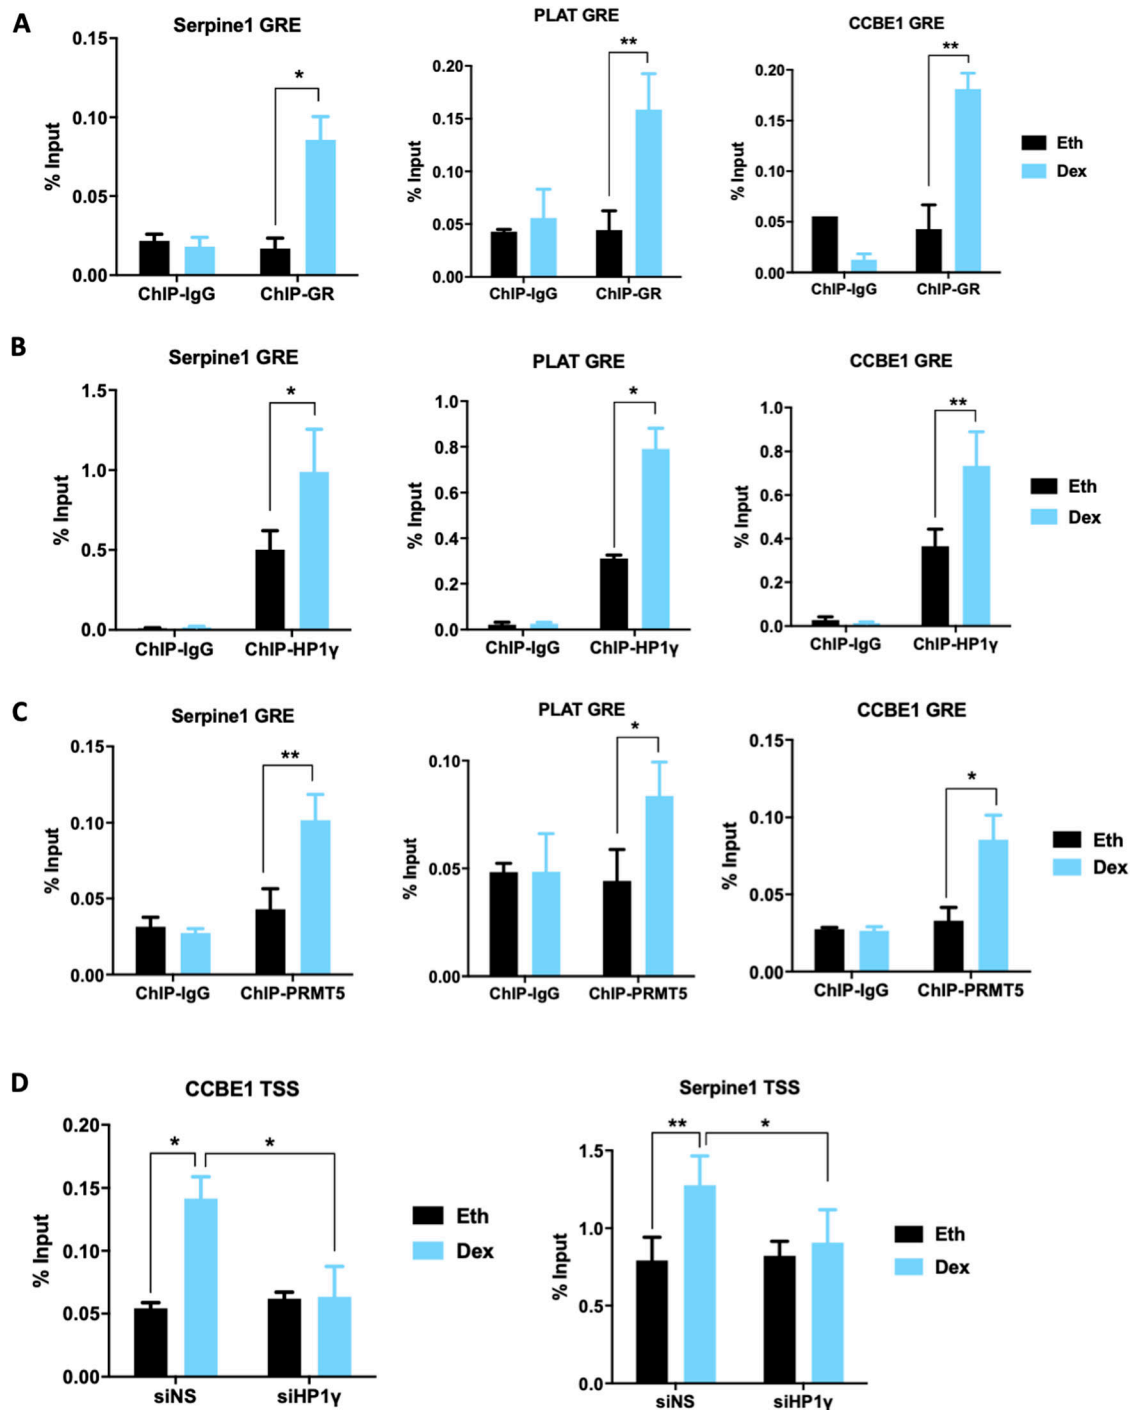 A
Serpine1 GRE
PLAT GRE
CCBE1 GRE
% Input
0.15
0.10
0.05
0.00
*
ChIP-IgG
ChIP-GR
% Input
0.20
0.15
0.10
0.05
0.00
**
ChIP-IgG
ChIP-GR
% Input
0.20
0.15
0.10
0.05
0.00
**
ChIP-IgG
ChIP-GR
Eth
Dex
B
Serpine1 GRE
PLAT GRE
CCBE1 GRE
% Input
1.5
1.0
0.5
0.0
*
ChIP-IgG
ChIP-HP1γ
% Input
1.0
0.8
0.6
0.4
0.2
0.0
*
ChIP-IgG
ChIP-HP1γ
% Input
1.0
0.8
0.6
0.4
0.2
0.0
**
ChIP-IgG
ChIP-HP1γ
Eth
Dex
C
Serpine1 GRE
PLAT GRE
CCBE1 GRE
% Input
0.15
0.10
0.05
0.00
**
ChIP-IgG
ChIP-PRMT5
% Input
0.10
0.05
0.00
*
ChIP-IgG
ChIP-PRMT5
% Input
0.15
0.10
0.05
0.00
*
ChIP-IgG
ChIP-PRMT5
Eth
Dex
D
CCBE1 TSS
% Input
0.20
0.15
0.10
0.05
0.00
*
*
siNS
siHP1γ
Eth
Dex
Serpine1 TSS
% Input
1.5
1.0
0.5
0.0
**
*
siNS
siHP1γ
Eth
Dex